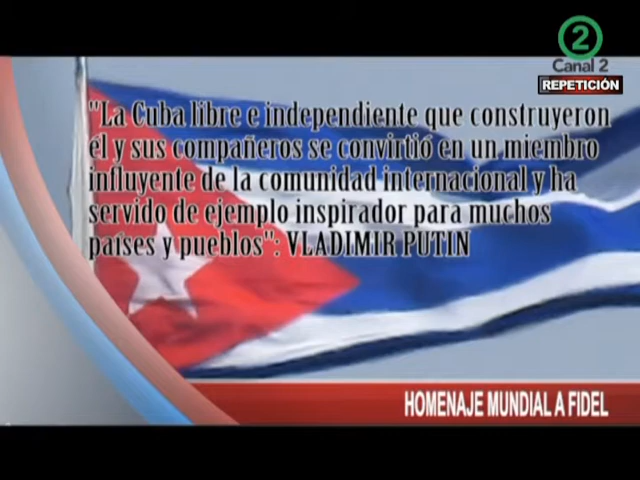 2
Canal 2
REPETICIÓN
"La Cuba libre e independiente que construyeron
él y sus compañeros se convirtió en un miembro
influyente de la comunidad internacional y ha
servido de ejemplo inspirador para muchos
países y pueblos": VLADIMIR PUTIN
HOMENAJE MUNDIAL A FIDEL